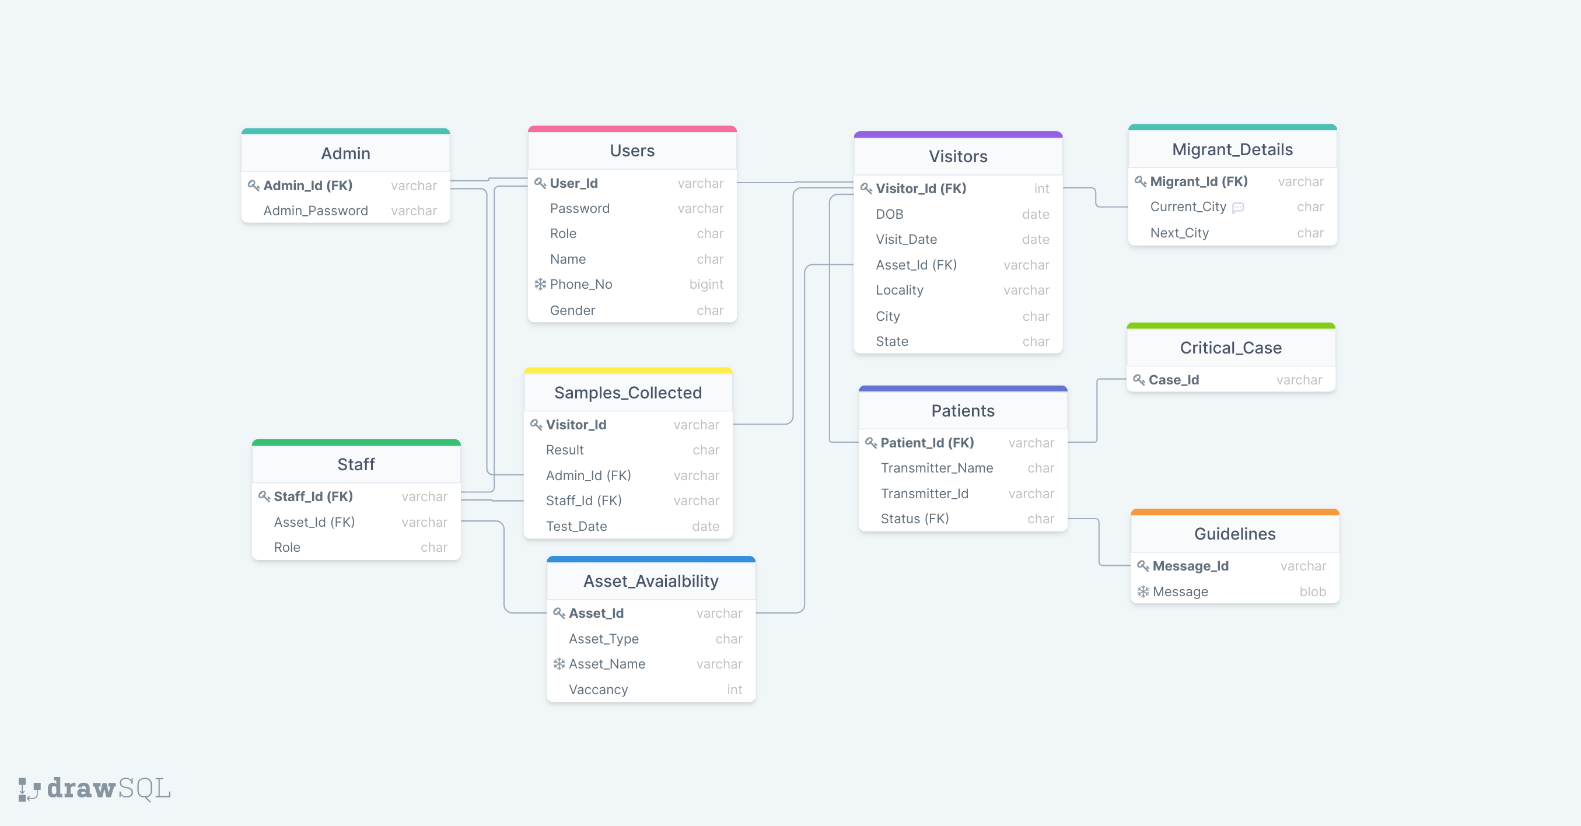 Admin
Admin_Id (FK) varchar
Admin_Password varchar
Users
User_Id varchar
Password varchar
Role char
Name char
Phone_No bigint
Gender char
Visitors
Visitor_Id (FK) int
DOB date
Visit_Date date
Asset_Id (FK) varchar
Locality varchar
City char
State char
Migrant_Details
Migrant_Id (FK) varchar
Current_City char
Next_City char
Critical_Case
Case_Id varchar
Samples_Collected
Visitor_Id varchar
Result char
Admin_Id (FK) varchar
Staff_Id (FK) varchar
Test_Date date
Patients
Patient_Id (FK) varchar
Transmitter_Name char
Transmitter_Id varchar
Status (FK) char
Staff
Staff_Id (FK) varchar
Asset_Id (FK) varchar
Role char
Guidelines
Message_Id varchar
Message blob
Asset_Avaialbility
Asset_Id varchar
Asset_Type char
Asset_Name varchar
Vaccancy int
drawSQL